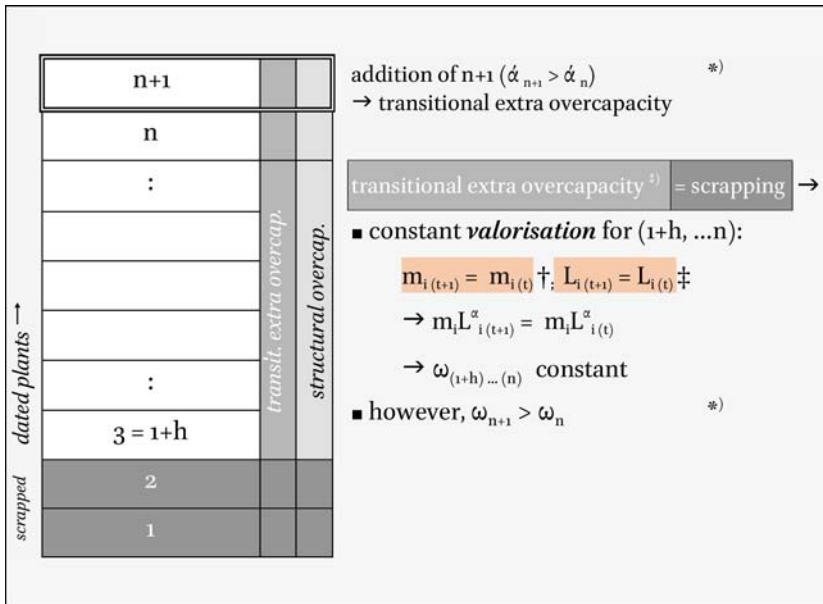 n+1
n
:
:
3 = 1+h
2
1
dated plants →
scrapped
transit. extra overcap.
structural overcap.
addition of n+1 (ά n+1 > ά n) *)
→ transitional extra overcapacity
transitional extra overcapacity ‡) = scrapping →
■ constant valorisation for (1+h, ...n):
m i (t+1) = m i (t) †; L i (t+1) = L i (t) ‡
→ m i L α i (t+1) = m i L α i (t)
→ ω (1+h) ... (n) constant
■ however, ω n+1 > ω n *)